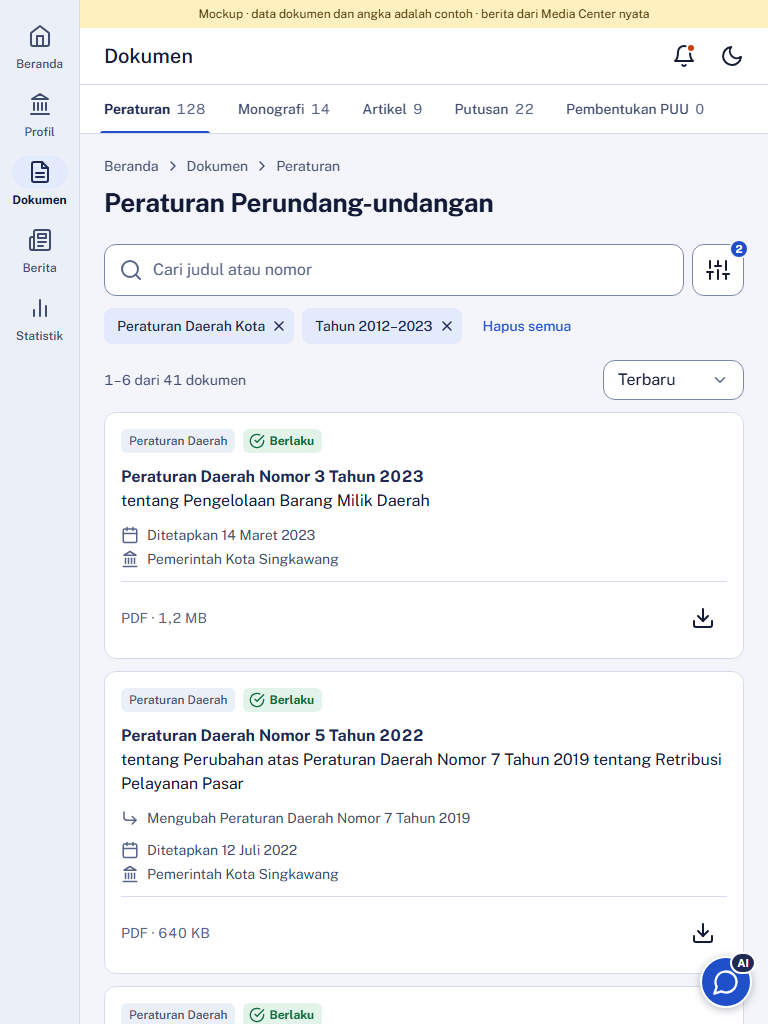 Mockup · data dokumen dan angka adalah contoh · berita dari Media Center nyata
Beranda
Profil
Dokumen
Berita
Statistik
Dokumen
Peraturan 128 Monografi 14 Artikel 9 Putusan 22 Pembentukan PUU 0
Beranda > Dokumen > Peraturan
Peraturan Perundang-undangan
Cari judul atau nomor
2
Peraturan Daerah Kota Tahun 2012–2023 Hapus semua
1–6 dari 41 dokumen Terbaru
Peraturan Daerah Berlaku
Peraturan Daerah Nomor 3 Tahun 2023
tentang Pengelolaan Barang Milik Daerah
Ditetapkan 14 Maret 2023
Pemerintah Kota Singkawang
PDF · 1,2 MB
Peraturan Daerah Berlaku
Peraturan Daerah Nomor 5 Tahun 2022
tentang Perubahan atas Peraturan Daerah Nomor 7 Tahun 2019 tentang Retribusi
Pelayanan Pasar
Mengubah Peraturan Daerah Nomor 7 Tahun 2019
Ditetapkan 12 Juli 2022
Pemerintah Kota Singkawang
PDF · 640 KB
AI
Peraturan Daerah Berlaku